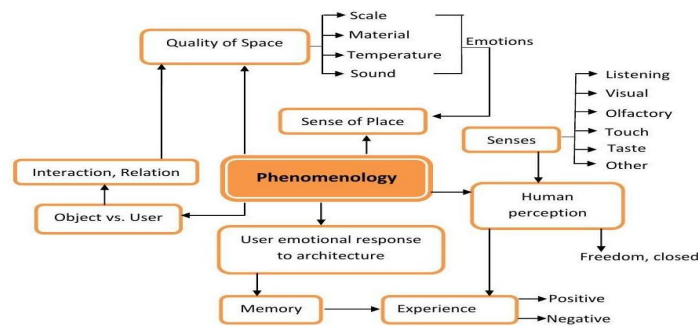 Scale
Quality of Space
Material
Emotions
Temperature
Sound
Listening
Visual
Olfactory
Sense of Place
Senses
Touch
Taste
Other
Interaction, Relation
Phenomenology
Human
perception
Object vs. User
User emotional response
to architecture
Freedom, closed
Memory
Experience
Positive
Negative